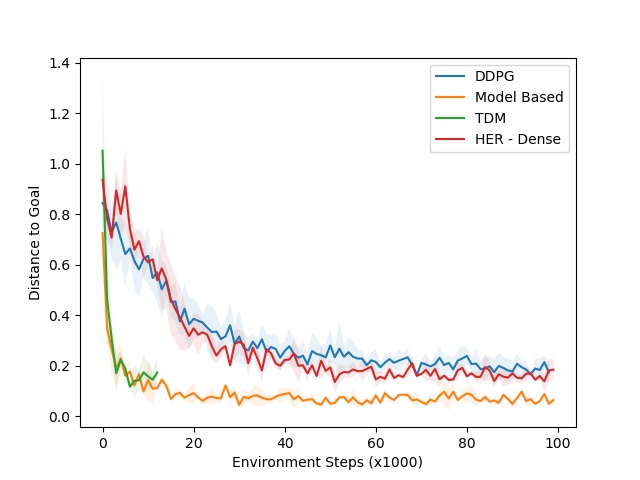 DDPG
Model Based
TDM
HER - Dense
1.4
1.2
1.0
0.8
0.6
0.4
0.2
0.0
Distance to Goal
0
20
40
60
80
100
Environment Steps (x1000)